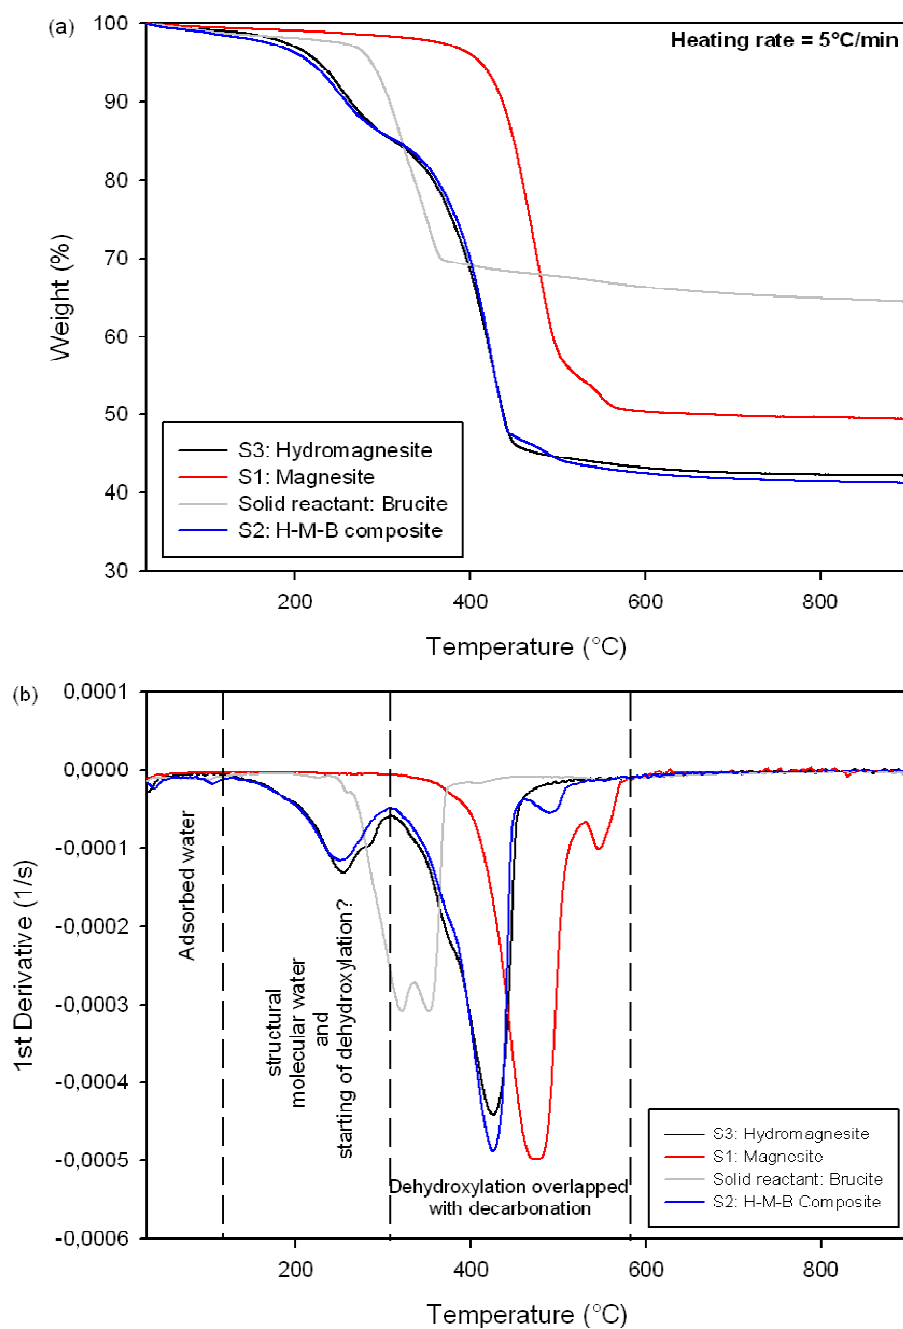 (a)
Heating rate = 5°C/min
100
90
80
70
60
50
40
30
Weight (%)
S3: Hydromagnesite
S1: Magnesite
Solid reactant: Brucite
S2: H-M-B composite
200
400
600
800
Temperature (°C)
(b)
0,0001
0,0000
-0,0001
-0,0002
-0,0003
-0,0004
-0,0005
-0,0006
1st Derivative (1/s)
Adsorbed water
structural
molecular water
and
starting of dehydroxylation?
Dehydroxylation overlapped
with decarbonation
S3: Hydromagnesite
S1: Magnesite
Solid reactant: Brucite
S2: H-M-B Composite
200
400
600
800
Temperature (°C)